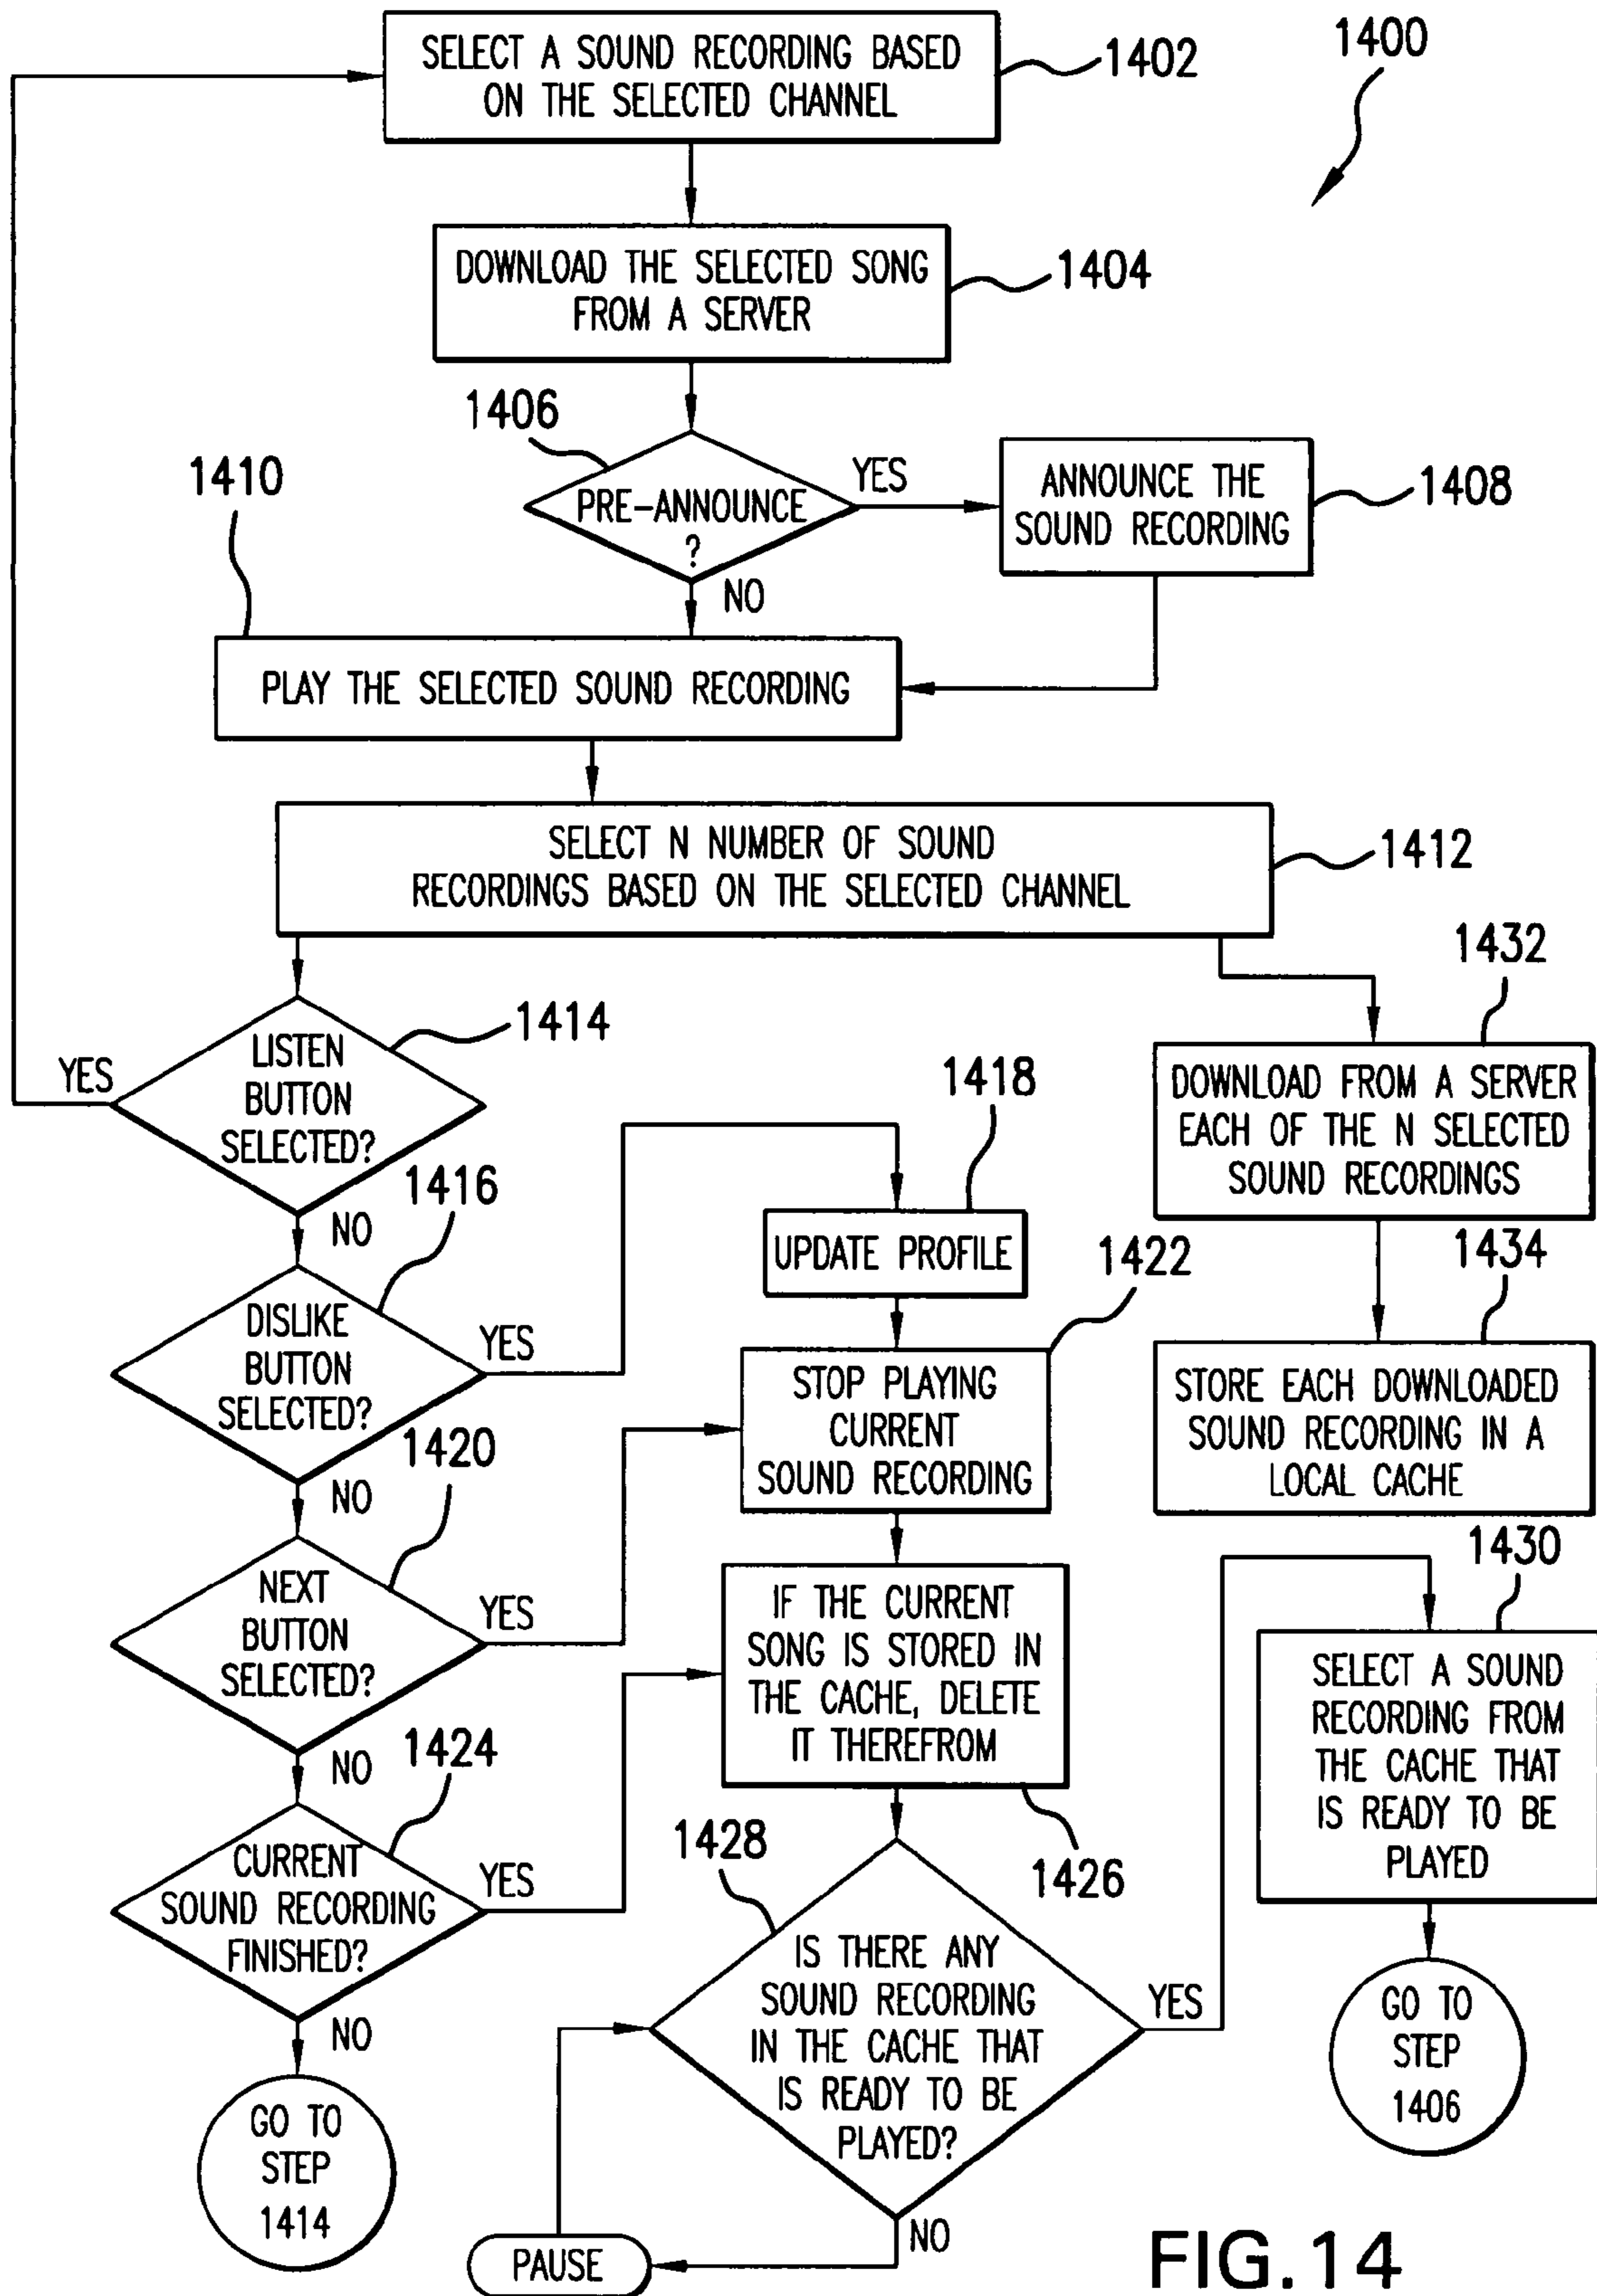 SELECT A SOUND RECORDING BASED
ON THE SELECTED CHANNEL
1402
1400
DOWNLOAD THE SELECTED SONG
FROM A SERVER
1404
1406
PRE-ANNOUNCE
?
YES
NO
ANNOUNCE THE
SOUND RECORDING
1408
1410
PLAY THE SELECTED SOUND RECORDING
SELECT N NUMBER OF SOUND
RECORDINGS BASED ON THE SELECTED CHANNEL
1412
LISTEN
BUTTON
SELECTED?
1414
YES
NO
DISLIKE
BUTTON
SELECTED?
1416
YES
NO
NEXT
BUTTON
SELECTED?
1420
YES
NO
CURRENT
SOUND RECORDING
FINISHED?
1424
YES
NO
GO TO
STEP
1414
1418
UPDATE PROFILE
1422
STOP PLAYING
CURRENT
SOUND RECORDING
IF THE CURRENT
SONG IS STORED IN
THE CACHE, DELETE
IT THEREFROM
1426
1428
IS THERE ANY
SOUND RECORDING
IN THE CACHE THAT
IS READY TO BE
PLAYED?
YES
NO
PAUSE
1432
DOWNLOAD FROM A SERVER
EACH OF THE N SELECTED
SOUND RECORDINGS
1434
STORE EACH DOWNLOADED
SOUND RECORDING IN A
LOCAL CACHE
1430
SELECT A SOUND
RECORDING FROM
THE CACHE THAT
IS READY TO BE
PLAYED
GO TO
STEP
1406
FIG.14